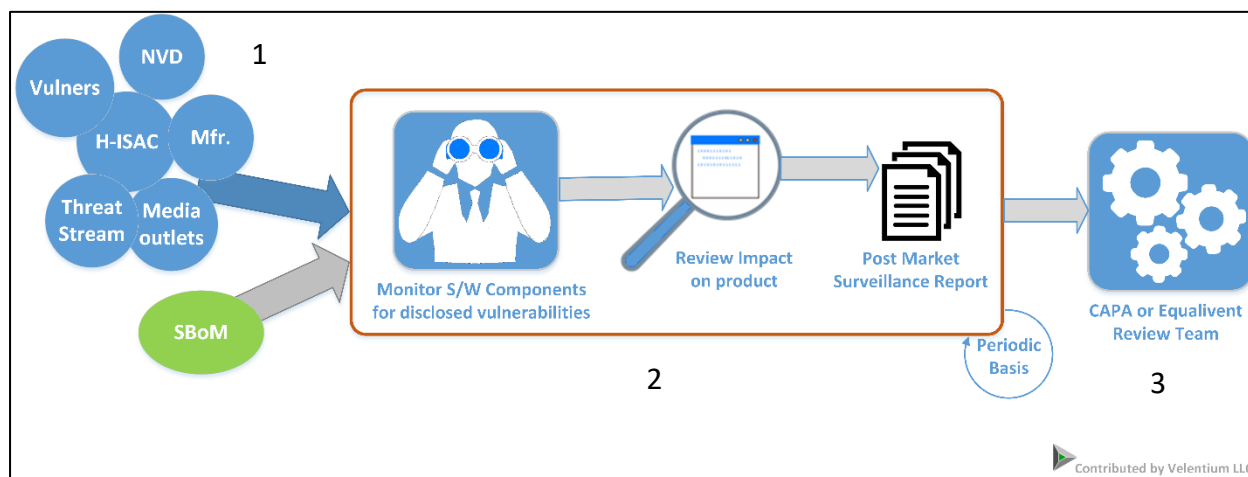 1
NVD
Vulners
H-ISAC
Mfr.
Threat
Stream
Media
outlets
SBoM
Monitor S/W Components
for disclosed vulnerabilities
Review Impact
on product
Post Market
Surveillance Report
Periodic
Basis
2
CAPA or Equalivent
Review Team
3
Contributed by Velentium LLC